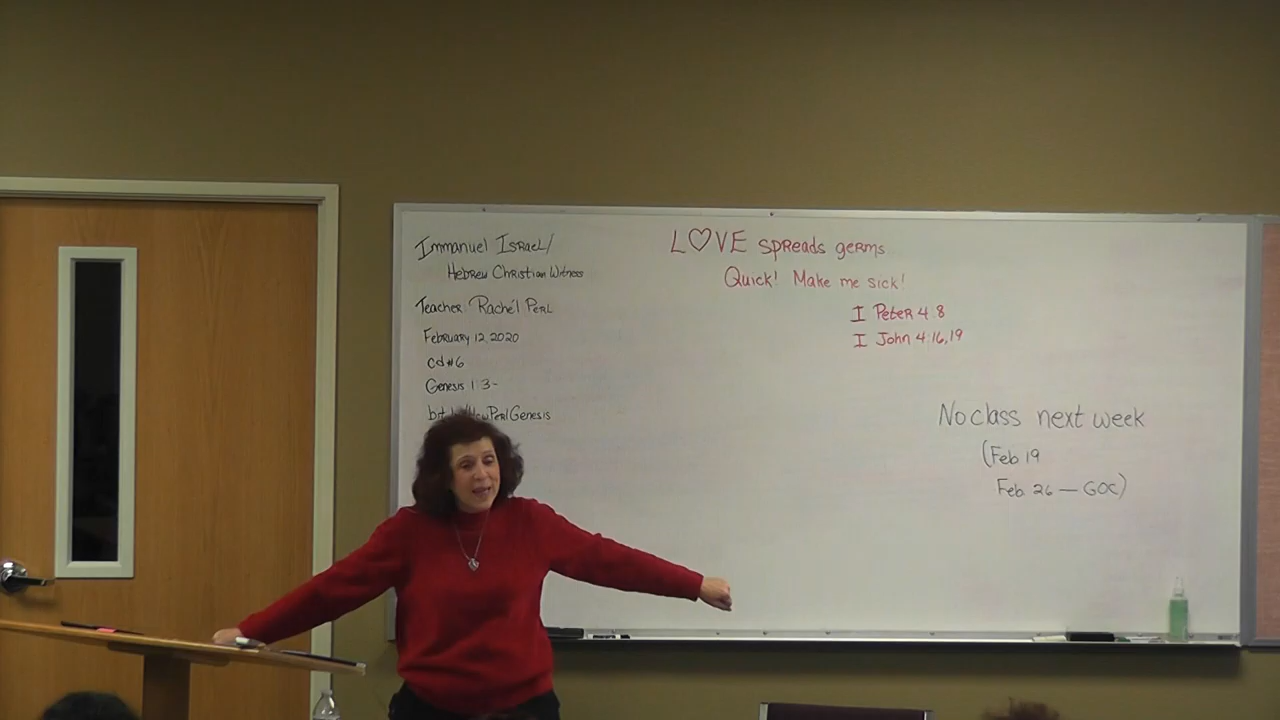 Immanuel Israel/
Hebrew Christian Witness
Teacher Rachél Perl
February 12, 2020
cd#6
Genesis 1:3-
PerlGenesis
L♡VE spreads germs
Quick! Make me sick!
I Peter 4:8
I John 4:16,19
No class next week
(Feb 19
Feb. 26 — GOC)